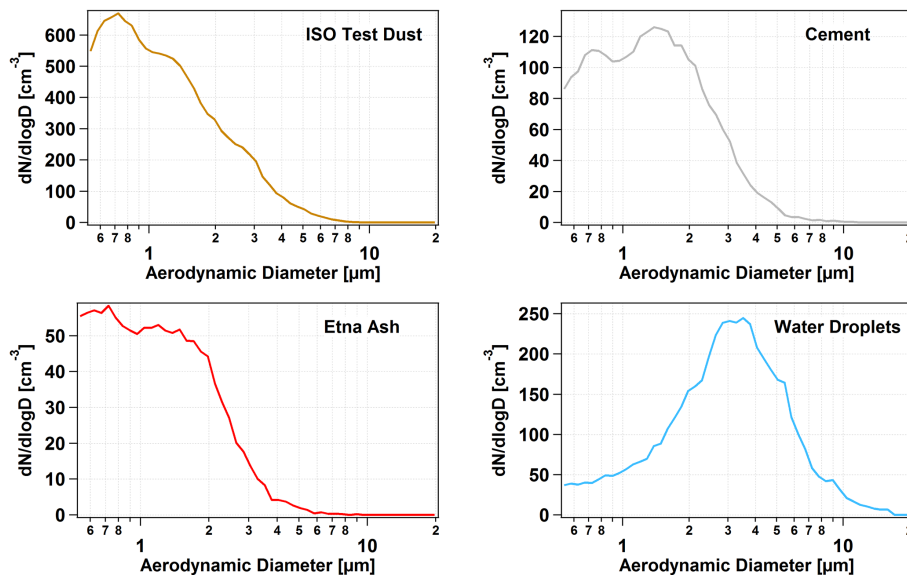 ISO Test Dust
dN/dlogD [cm⁻³]
600
500
400
300
200
100
0
6 7 8 2 3 4 5 6 7 8 2
1 10
Aerodynamic Diameter [µm]
Cement
dN/dlogD [cm⁻³]
120
100
80
60
40
20
0
6 7 8 2 3 4 5 6 7 8 2
1 10
Aerodynamic Diameter [µm]
Etna Ash
dN/dlogD [cm⁻³]
50
40
30
20
10
0
6 7 8 2 3 4 5 6 7 8 2
1 10
Aerodynamic Diameter [µm]
Water Droplets
dN/dlogD [cm⁻³]
250
200
150
100
50
0
6 7 8 2 3 4 5 6 7 8 2
1 10
Aerodynamic Diameter [µm]